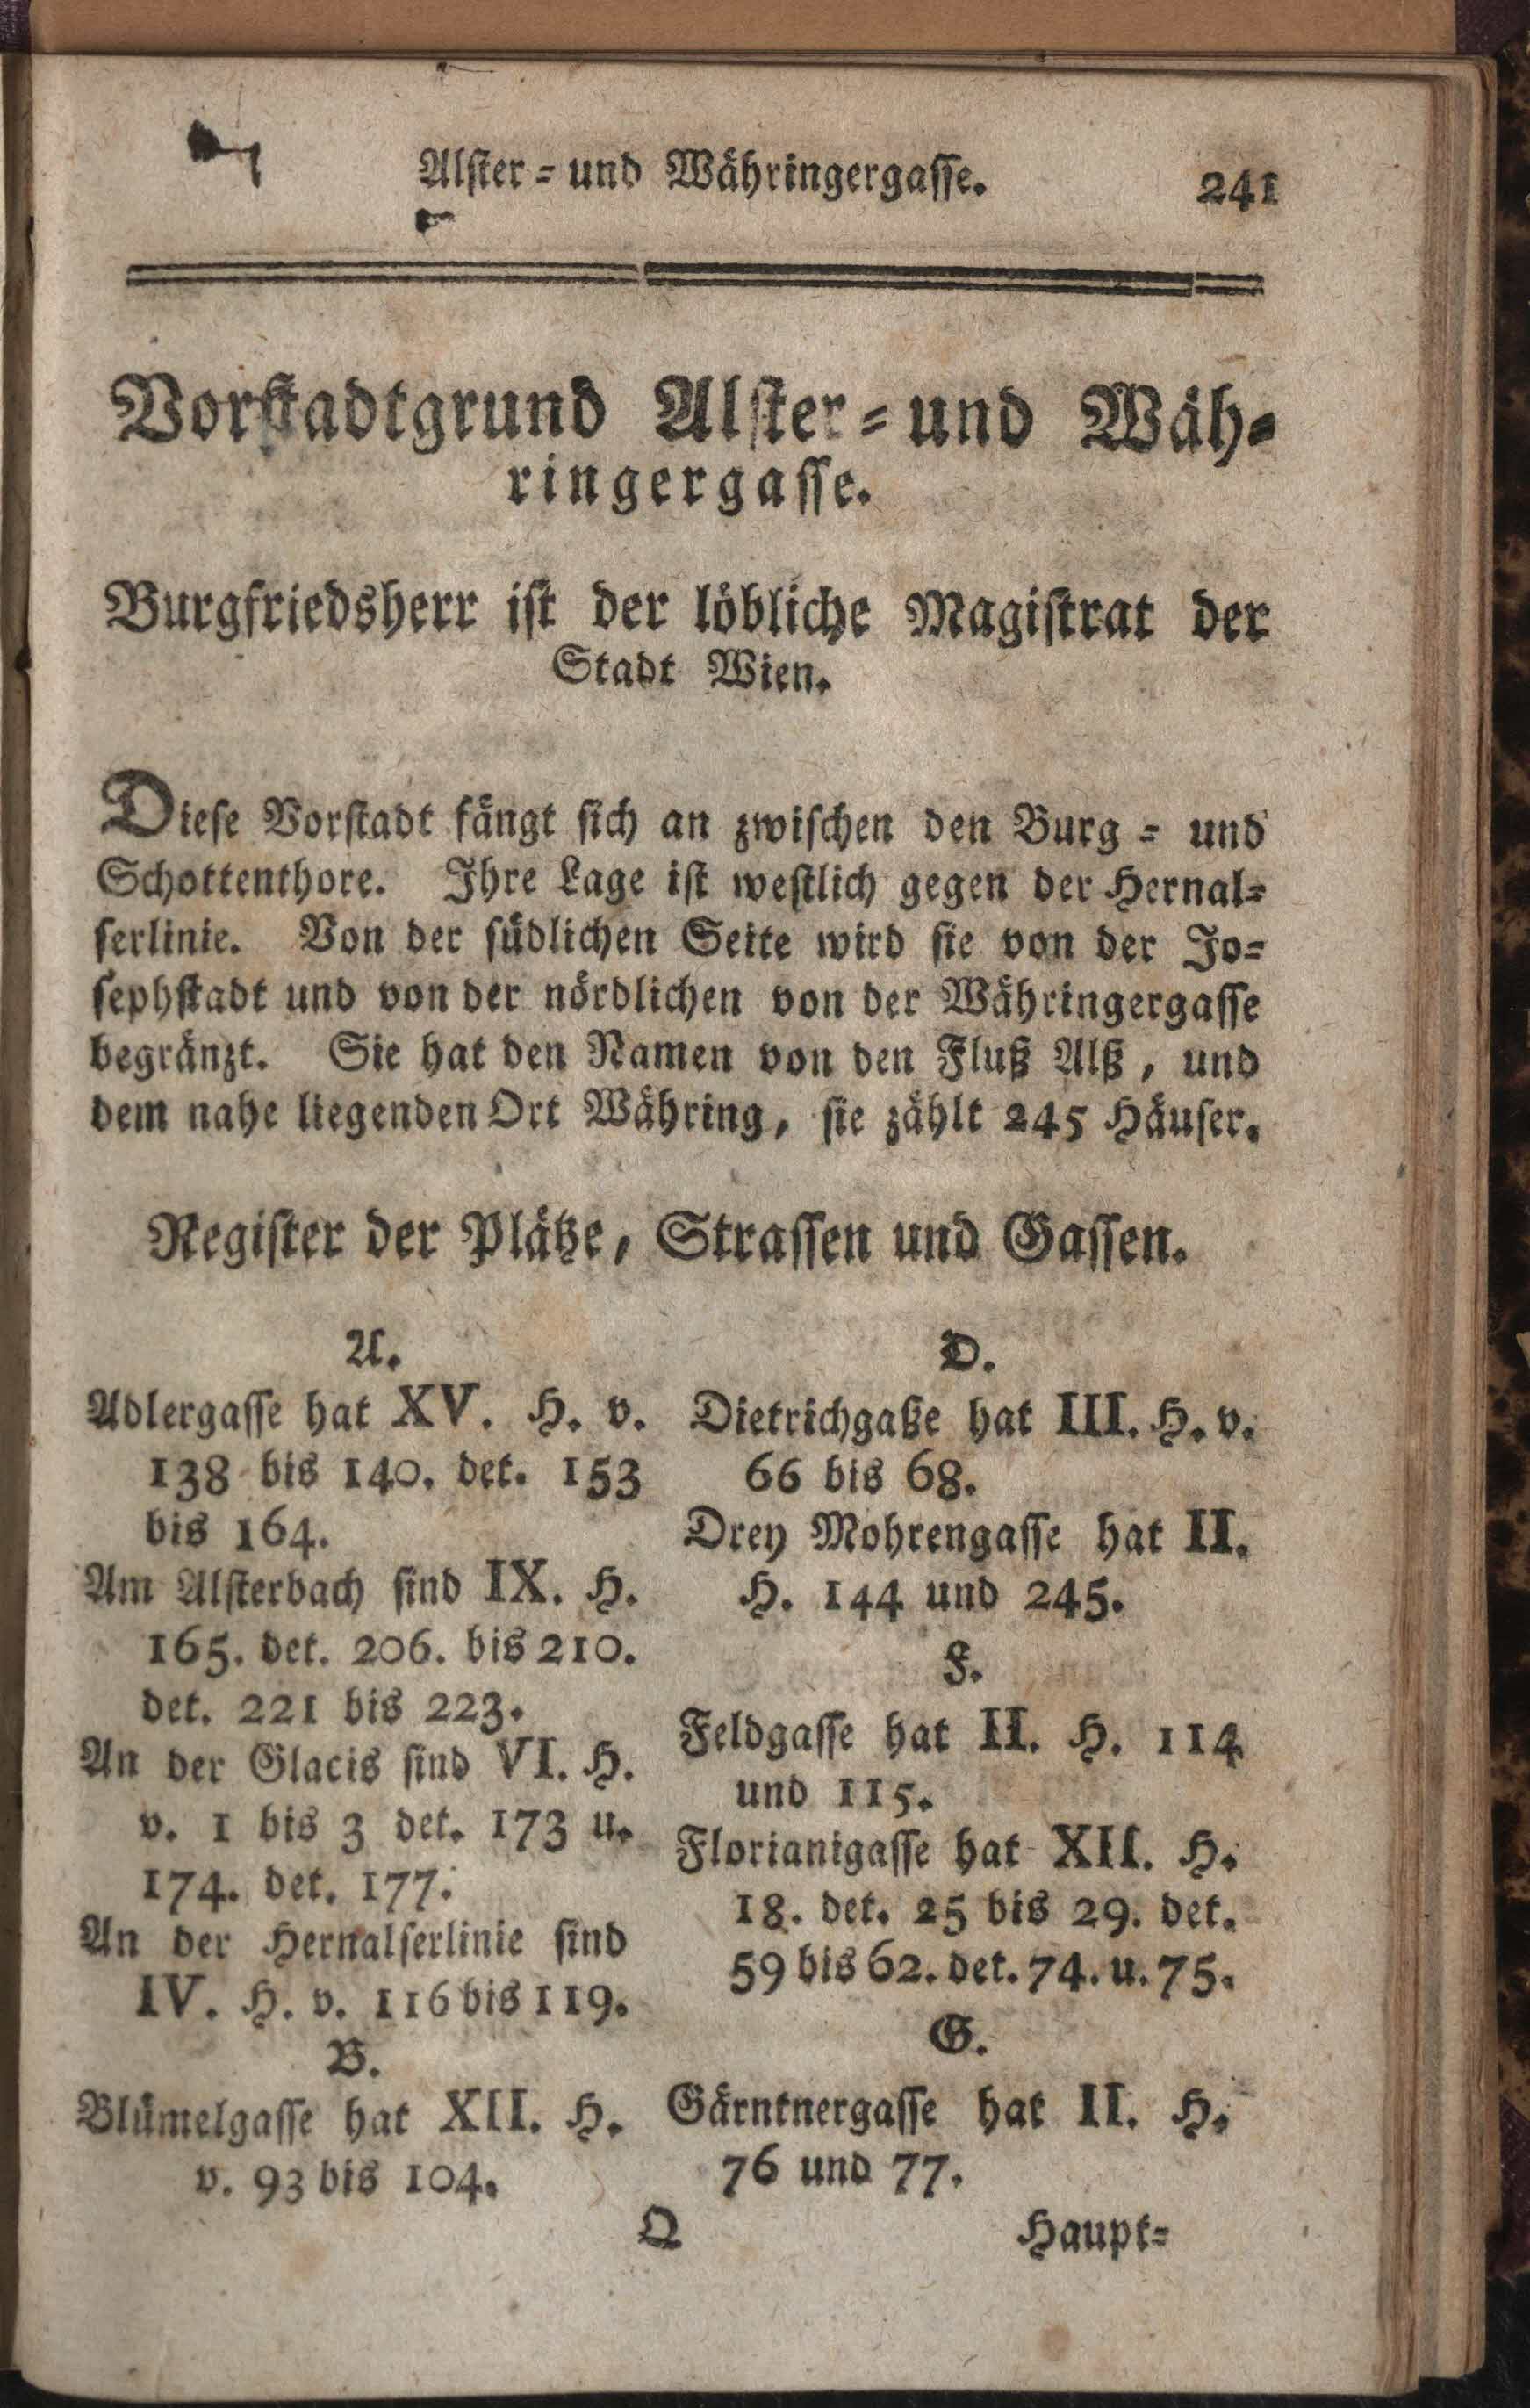 Alster- und Währingergasse. 241
Vorstadtgrund Alster- und Wäh-
ringergasse.
Burgfriedsherr ist der löbliche Magistrat der
Stadt Wien.
Diese Vorstadt fängt sich an zwischen den Burg- und
Schottenthore. Ihre Lage ist westlich gegen der Hernal-
serlinie. Von der südlichen Seite wird sie von der Jo-
sephstadt und von der nördlichen von der Währingergasse
begränzt. Sie hat den Namen von den Fluß Alß, und
dem nahe liegenden Ort Währing, sie zählt 245 Häuser.
Register der Plätze, Strassen und Gassen.
A.
Adlergasse hat XV. H. v.
138 bis 140. det. 153
bis 164.
Am Alsterbach sind IX. H.
165. det. 206. bis 210.
det. 221 bis 223.
An der Glacis sind VI. H.
v. 1 bis 3 det. 173 u.
174. det. 177.
An der Hernalserlinie sind
IV. H. v. 116 bis 119.
B.
Blümelgasse hat XII. H.
v. 93 bis 104.
D.
Dietrichgaße hat III. H. v.
66 bis 68.
Drey Mohrengasse hat II.
H. 144 und 245.
F.
Feldgasse hat II. H. 114
und 115.
Florianigasse hat XII. H.
18. det. 25 bis 29. det.
59 bis 62. det. 74. u. 75.
G.
Gärntnergasse hat II. H.
76 und 77.
Q Haupt-